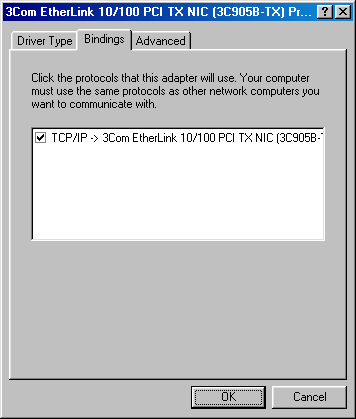 3Com EtherLink 10/100 PCI TX NIC (3C905B-TX) Pr...
Driver Type Bindings Advanced
Click the protocols that this adapter will use. Your computer
must use the same protocols as other network computers you
want to communicate with.
TCP/IP -> 3Com EtherLink 10/100 PCI TX NIC (3C905B-T
OK Cancel